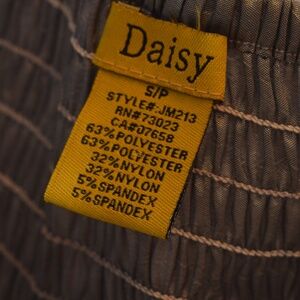 Daisy
S/P
STYLE#:JM213
RN#73023
CA#07658
63%POLYESTER
63%POLYESTER
32%NYLON
32%NYLON
5%SPANDEX
5%SPANDEX